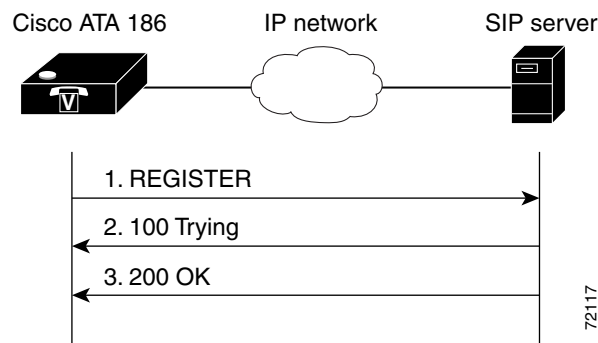 Cisco ATA 186 IP network SIP server
V
1. REGISTER
2. 100 Trying
3. 200 OK
72117